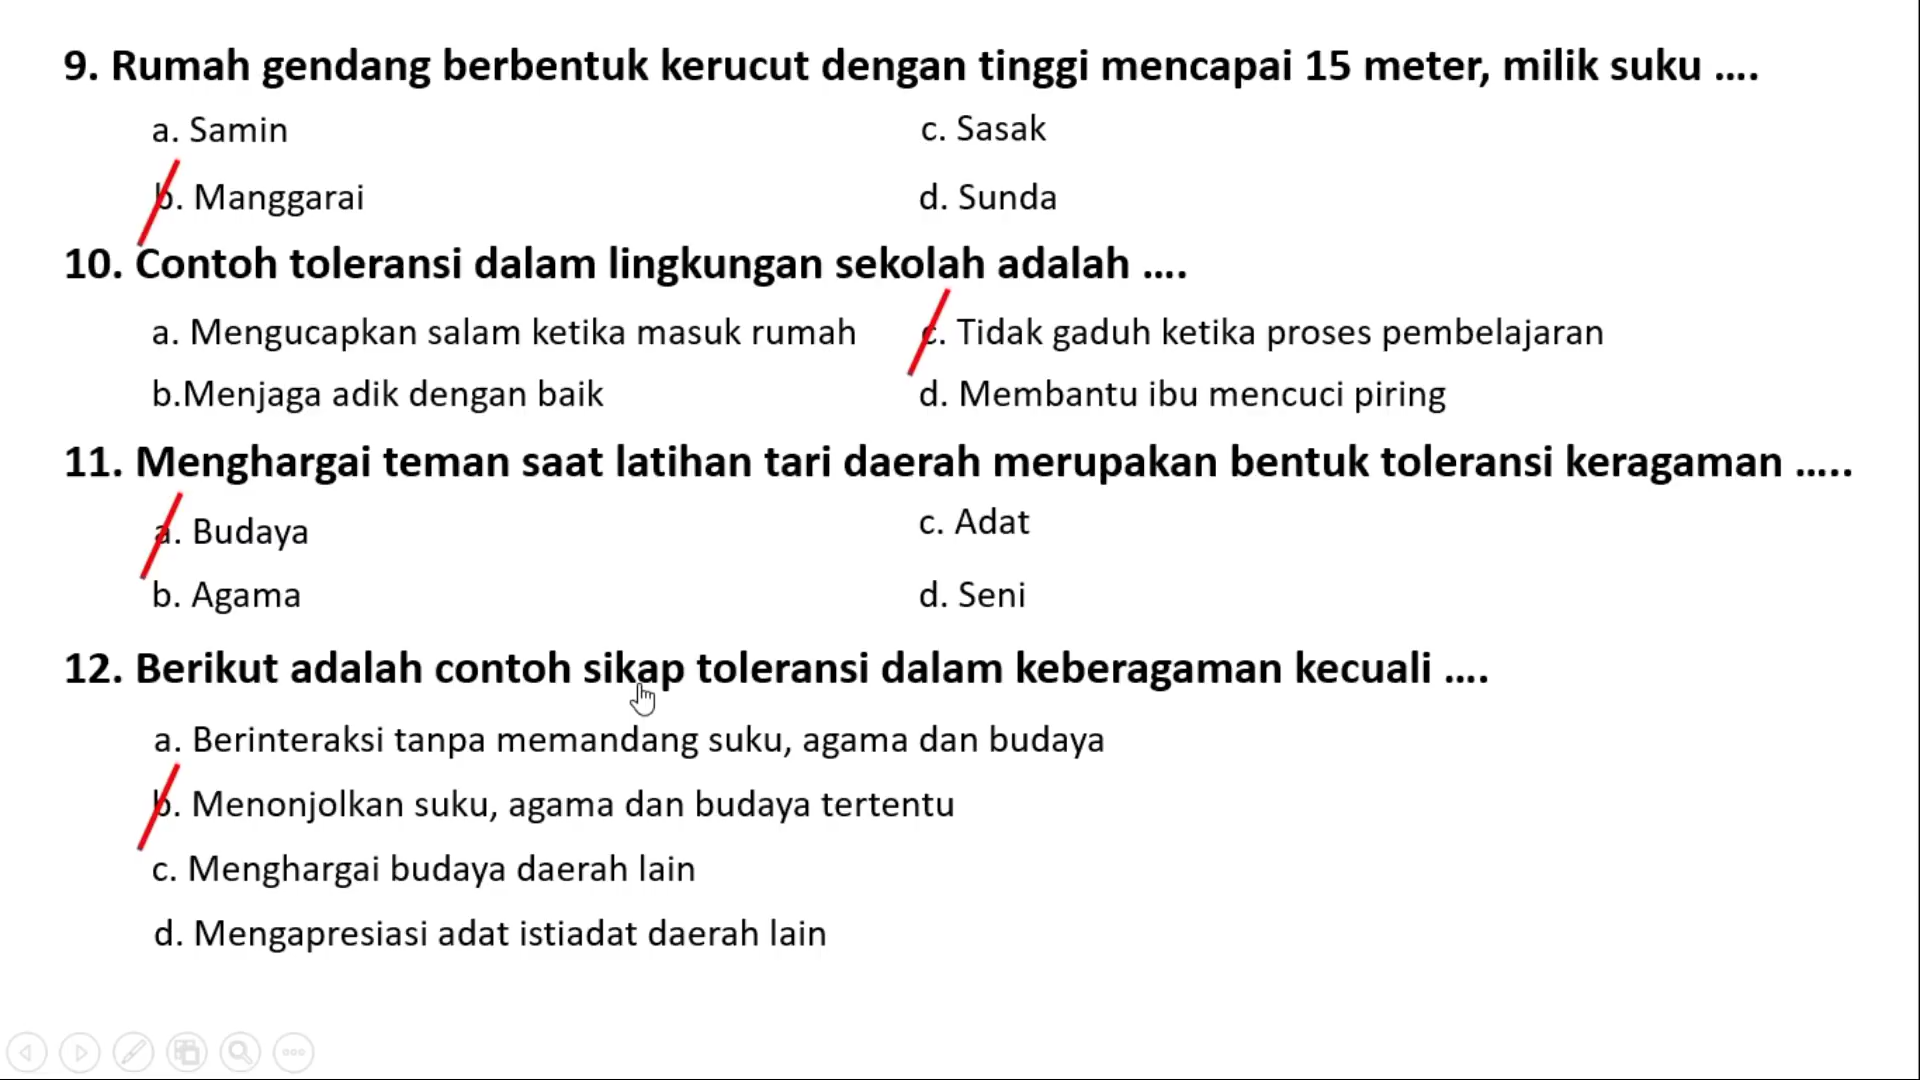 9. Rumah gendang berbentuk kerucut dengan tinggi mencapai 15 meter, milik suku ....
a. Samin
c. Sasak
b. Manggarai
d. Sunda
10. Contoh toleransi dalam lingkungan sekolah adalah ....
a. Mengucapkan salam ketika masuk rumah
c. Tidak gaduh ketika proses pembelajaran
b.Menjaga adik dengan baik
d. Membantu ibu mencuci piring
11. Menghargai teman saat latihan tari daerah merupakan bentuk toleransi keragaman .....
a. Budaya
c. Adat
b. Agama
d. Seni
12. Berikut adalah contoh sikap toleransi dalam keberagaman kecuali ....
a. Berinteraksi tanpa memandang suku, agama dan budaya
b. Menonjolkan suku, agama dan budaya tertentu
c. Menghargai budaya daerah lain
d. Mengapresiasi adat istiadat daerah lain